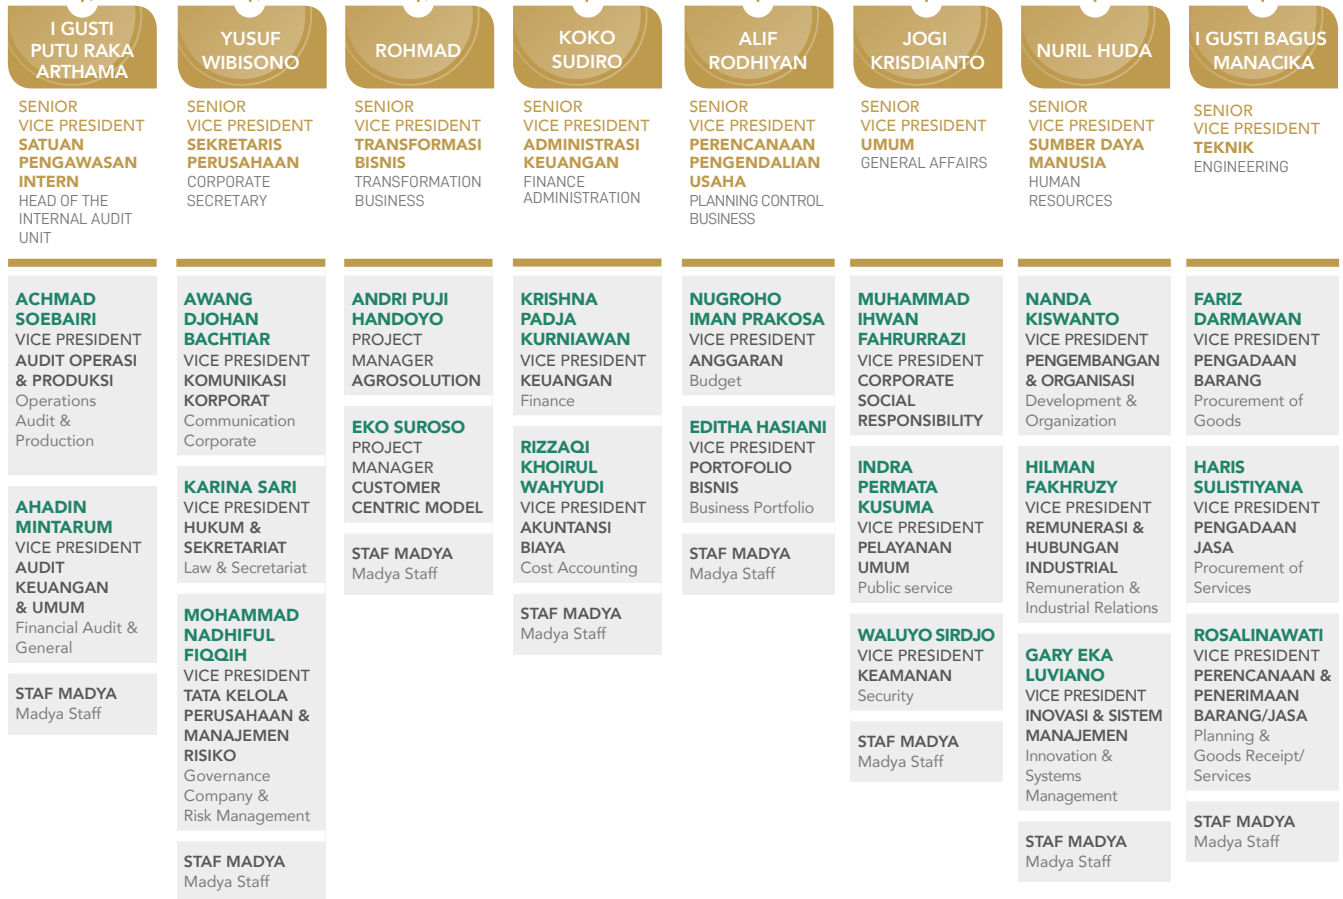 I GUSTI
PUTU RAKA
ARTHAMA
SENIOR
VICE PRESIDENT
SATUAN
PENGAWASAN
INTERN
HEAD OF THE
INTERNAL AUDIT
UNIT
ACHMAD
SOEBAIRI
VICE PRESIDENT
AUDIT OPERASI
& PRODUKSI
Operations
Audit &
Production
AHADIN
MINTARUM
VICE PRESIDENT
AUDIT
KEUANGAN
& UMUM
Financial Audit &
General
STAF MADYA
Madya Staff
YUSUF
WIBISONO
SENIOR
VICE PRESIDENT
SEKRETARIS
PERUSAHAAN
CORPORATE
SECRETARY
AWANG
DJOHAN
BACHTIAR
VICE PRESIDENT
KOMUNIKASI
KORPORAT
Communication
Corporate
KARINA SARI
VICE PRESIDENT
HUKUM &
SEKRETARIAT
Law & Secretariat
MOHAMMAD
NADHIFUL
FIQQIH
VICE PRESIDENT
TATA KELOLA
PERUSAHAAN &
MANAJEMEN
RISIKO
Governance
Company &
Risk Management
STAF MADYA
Madya Staff
ROHMAD
SENIOR
VICE PRESIDENT
TRANSFORMASI
BISNIS
TRANSFORMATION
BUSINESS
ANDRI PUJI
HANDOYO
PROJECT
MANAGER
AGROSOLUTION
EKO SUROSO
PROJECT
MANAGER
CUSTOMER
CENTRIC MODEL
STAF MADYA
Madya Staff
KOKO
SUDIRO
SENIOR
VICE PRESIDENT
ADMINISTRASI
KEUANGAN
FINANCE
ADMINISTRATION
KRISHNA
PADJA
KURNIAWAN
VICE PRESIDENT
KEUANGAN
Finance
RIZZAQI
KHOIRUL
WAHYUDI
VICE PRESIDENT
AKUNTANSI
BIAYA
Cost Accounting
STAF MADYA
Madya Staff
ALIF
RODHIYAN
SENIOR
VICE PRESIDENT
PERENCANAAN
PENGENDALIAN
USAHA
PLANNING CONTROL
BUSINESS
NUGROHO
IMAN PRAKOSA
VICE PRESIDENT
ANGGARAN
Budget
EDITHA HASIANI
VICE PRESIDENT
PORTOFOLIO
BISNIS
Business Portfolio
STAF MADYA
Madya Staff
JOGI
KRISDIANTO
SENIOR
VICE PRESIDENT
UMUM
GENERAL AFFAIRS
MUHAMMAD
IHWAN
FAHRURRAZI
VICE PRESIDENT
CORPORATE
SOCIAL
RESPONSIBILITY
INDRA
PERMATA
KUSUMA
VICE PRESIDENT
PELAYANAN
UMUM
Public service
WALUYO SIRDJO
VICE PRESIDENT
KEAMANAN
Security
STAF MADYA
Madya Staff
NURIL HUDA
SENIOR
VICE PRESIDENT
SUMBER DAYA
MANUSIA
HUMAN
RESOURCES
NANDA
KISWANTO
VICE PRESIDENT
PENGEMBANGAN
& ORGANISASI
Development &
Organization
HILMAN
FAKHRUZY
VICE PRESIDENT
REMUNERASI &
HUBUNGAN
INDUSTRIAL
Remuneration &
Industrial Relations
GARY EKA
LUVIANO
VICE PRESIDENT
INOVASI & SISTEM
MANAJEMEN
Innovation &
Systems
Management
STAF MADYA
Madya Staff
I GUSTI BAGUS
MANACIKA
SENIOR
VICE PRESIDENT
TEKNIK
ENGINEERING
FARIZ
DARMAWAN
VICE PRESIDENT
PENGADAAN
BARANG
Procurement of
Goods
HARIS
SULISTIYANA
VICE PRESIDENT
PENGADAAN
JASA
Procurement of
Services
ROSALINAWATI
VICE PRESIDENT
PERENCANAAN &
PENERIMAAN
BARANG/JASA
Planning &
Goods Receipt/
Services
STAF MADYA
Madya Staff